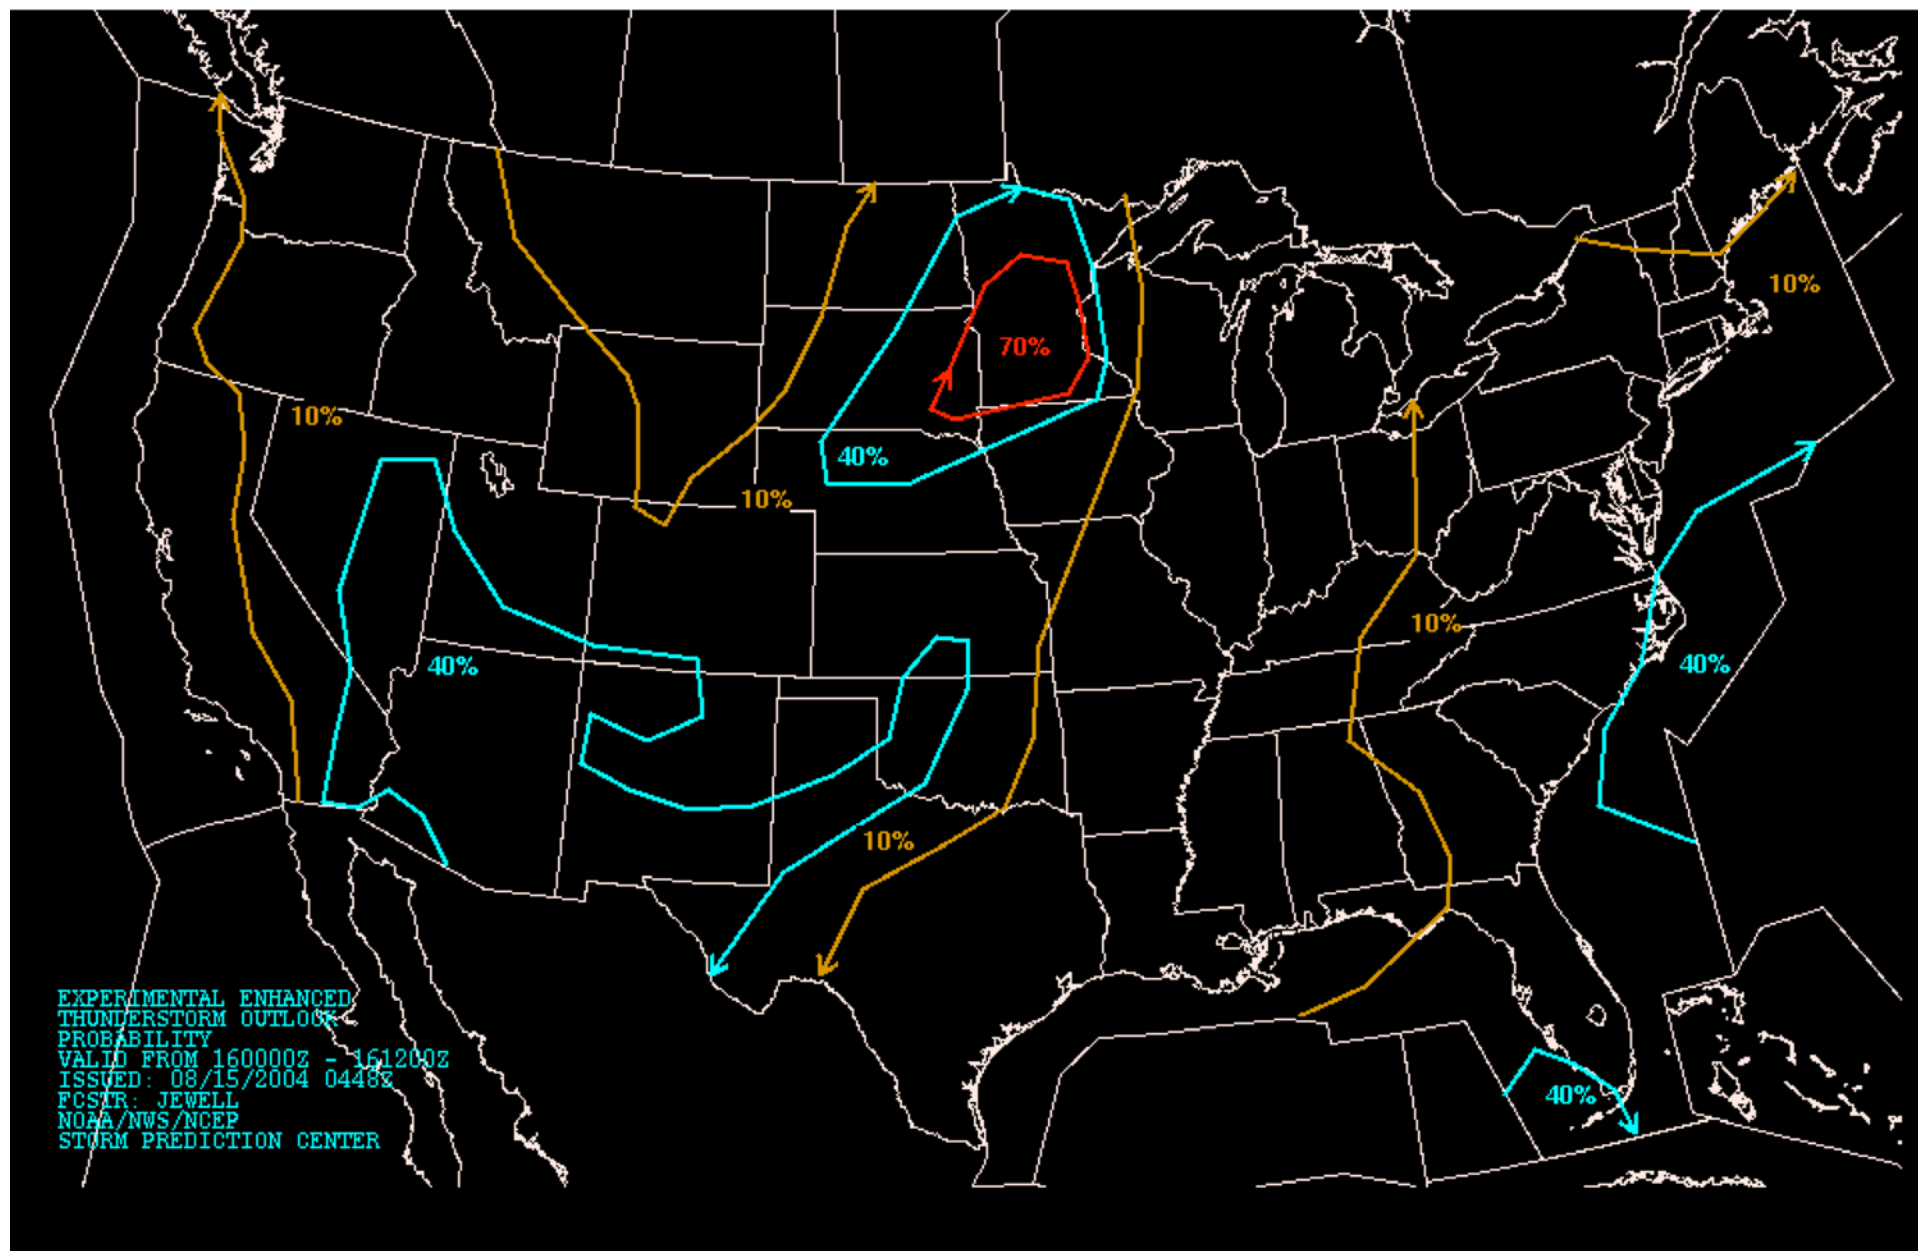 10%
70%
10%
40%
10%
10%
40%
40%
10%
40%
EXPERIMENTAL ENHANCED
THUNDERSTORM OUTLOOK
PROBABILITY
VALID FROM 160000Z - 161200Z
ISSUED: 08/15/2004 0448Z
FCSTR: JEWELL
NOAA/NWS/NCEP
STORM PREDICTION CENTER
40%